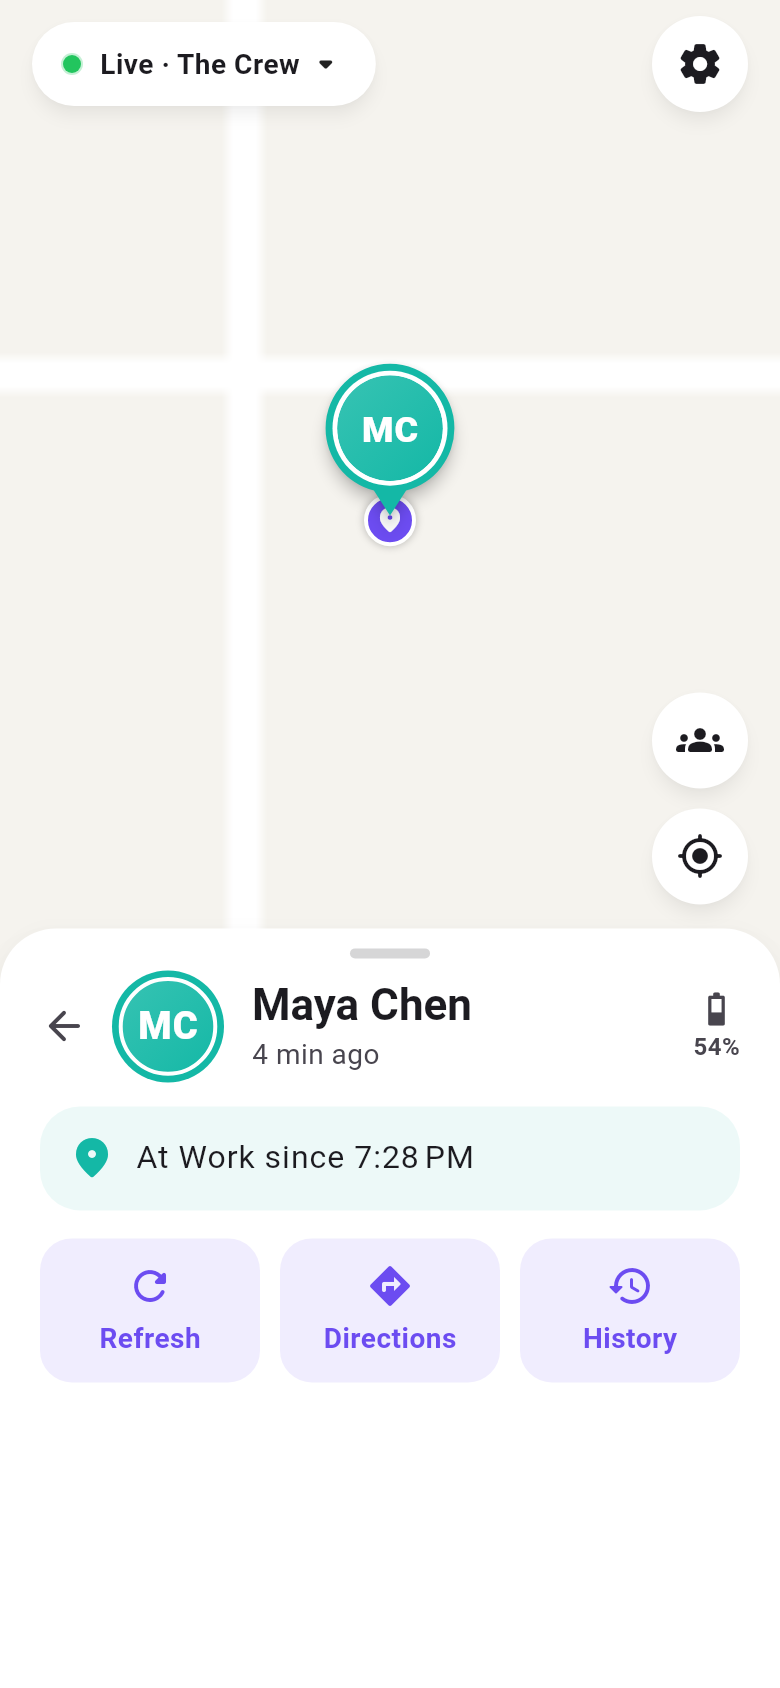 Live · The Crew
MC
MC
Maya Chen
4 min ago
54%
At Work since 7:28 PM
Refresh
Directions
History